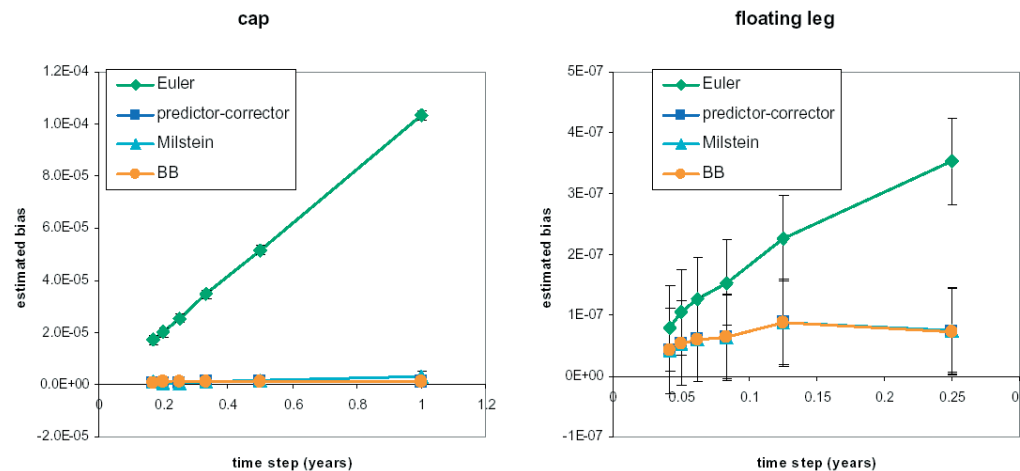 cap
1.2E-04
1.0E-04
8.0E-05
6.0E-05
4.0E-05
2.0E-05
0.0E+00
-2.0E-05
estimated bias
Euler
predictor-corrector
Milstein
BB
0 0.2 0.4 0.6 0.8 1 1.2
time step (years)
floating leg
5E-07
4E-07
3E-07
2E-07
1E-07
0E+00
-1E-07
estimated bias
Euler
predictor-corrector
Milstein
BB
0 0.05 0.1 0.15 0.2 0.25
time step (years)